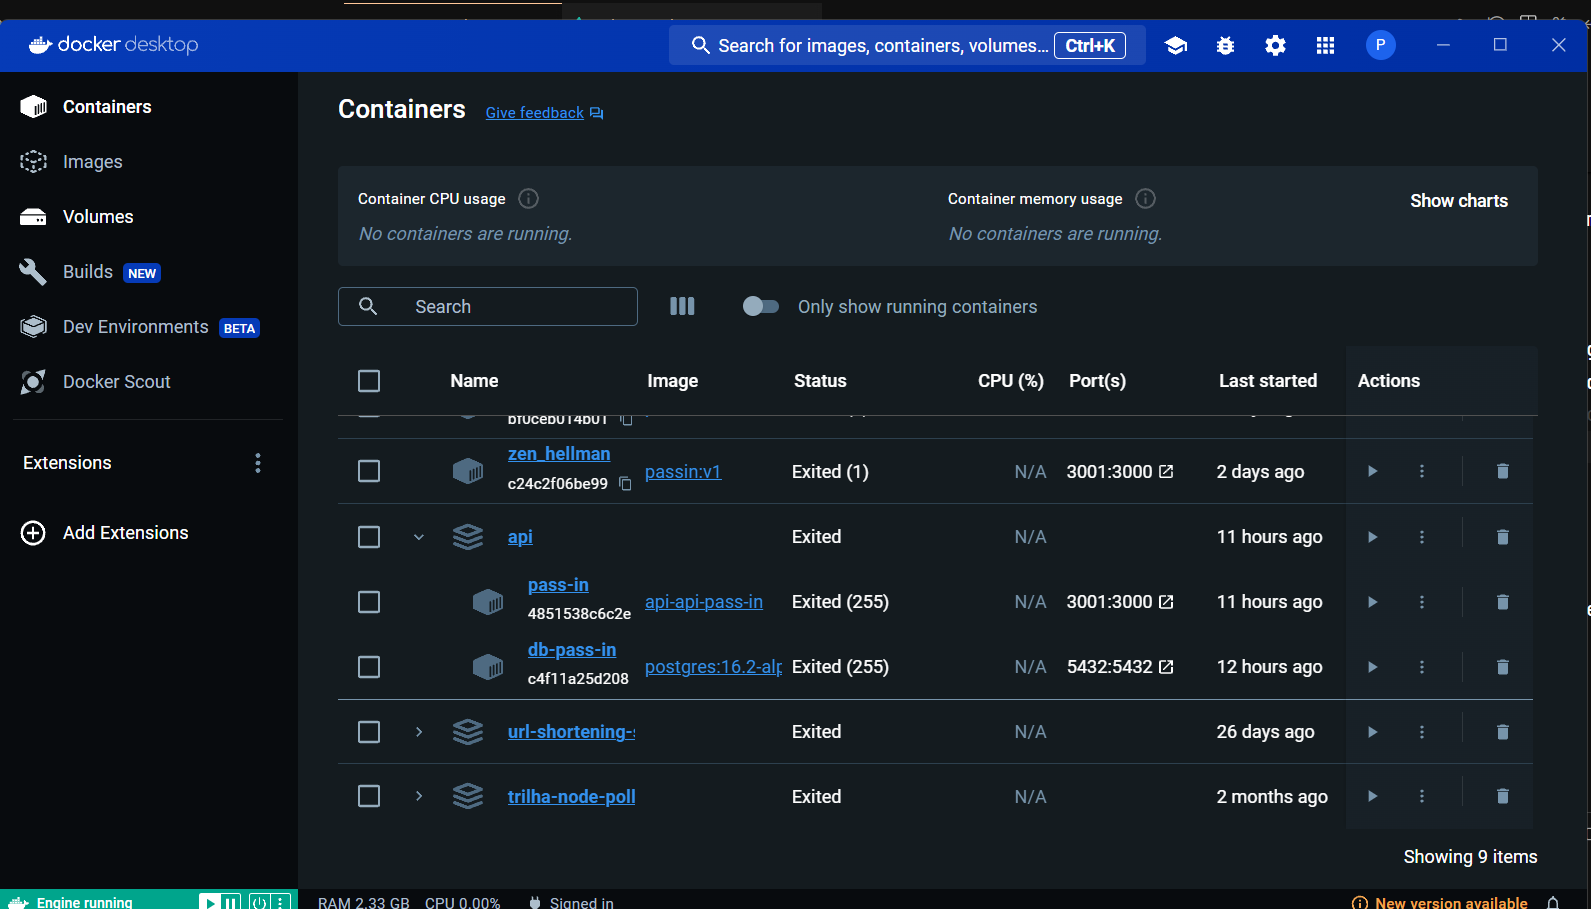 docker desktop
Search for images, containers, volumes... Ctrl+K
P
Containers
Images
Volumes
Builds NEW
Dev Environments BETA
Docker Scout
Extensions
Add Extensions
Containers Give feedback
Container CPU usage
No containers are running.
Container memory usage
No containers are running.
Show charts
Search
Only show running containers
Name Image Status CPU (%) Port(s) Last started Actions
bf0ceb014b01
zen_hellman
c24c2f06be99 passin:v1 Exited (1) N/A 3001:3000 2 days ago
api Exited N/A 11 hours ago
pass-in
4851538c6c2e api-api-pass-in Exited (255) N/A 3001:3000 11 hours ago
db-pass-in
c4f11a25d208 postgres:16.2-alp Exited (255) N/A 5432:5432 12 hours ago
url-shortening-s Exited N/A 26 days ago
trilha-node-poll Exited N/A 2 months ago
Showing 9 items
Engine running
RAM 2.33 GB CPU 0.00% Signed in
New version available